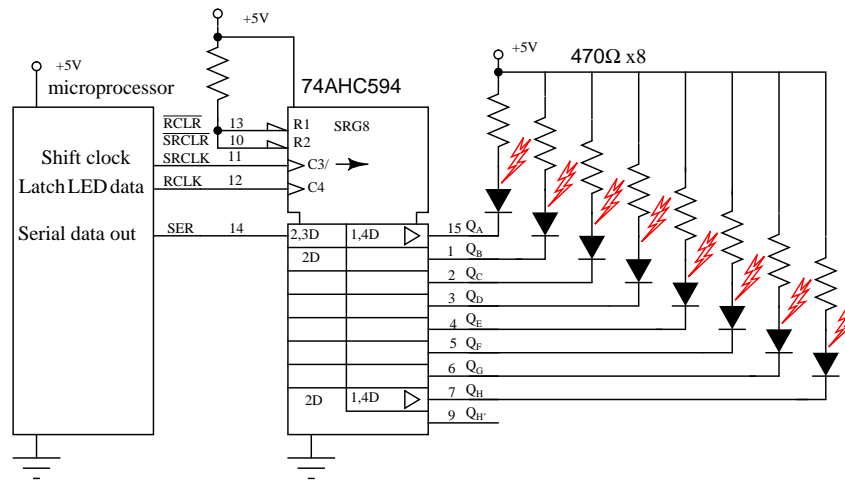 +5V
+5V
+5V
470Ω x8
microprocessor
74AHC594
RCLR 13 R1 SRG8
SRCLR 10 R2
Shift clock SRCLK 11 C3/
Latch LED data RCLK 12 C4
Serial data out SER 14 2,3D 1,4D 15 QA
2D 1 QB
2 QC
3 QD
4 QE
5 QF
6 QG
2D 1,4D 7 QH
9 QH'